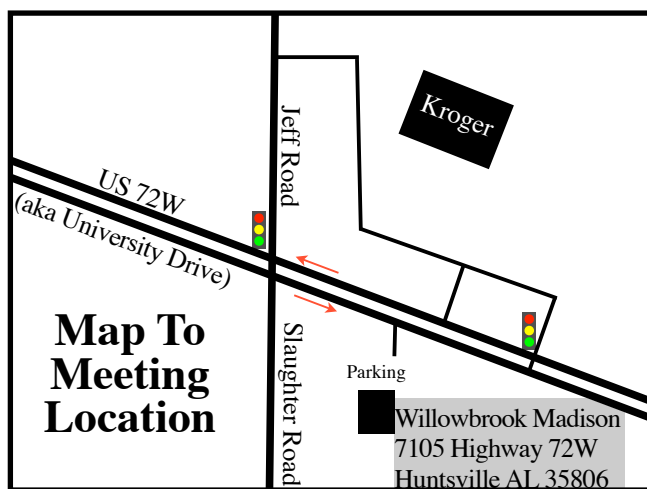 Kroger
Jeff Road
US 72W
(aka University Drive)
Map To
Meeting
Location
Slaughter Road
Parking
Willowbrook Madison
7105 Highway 72W
Huntsville AL 35806